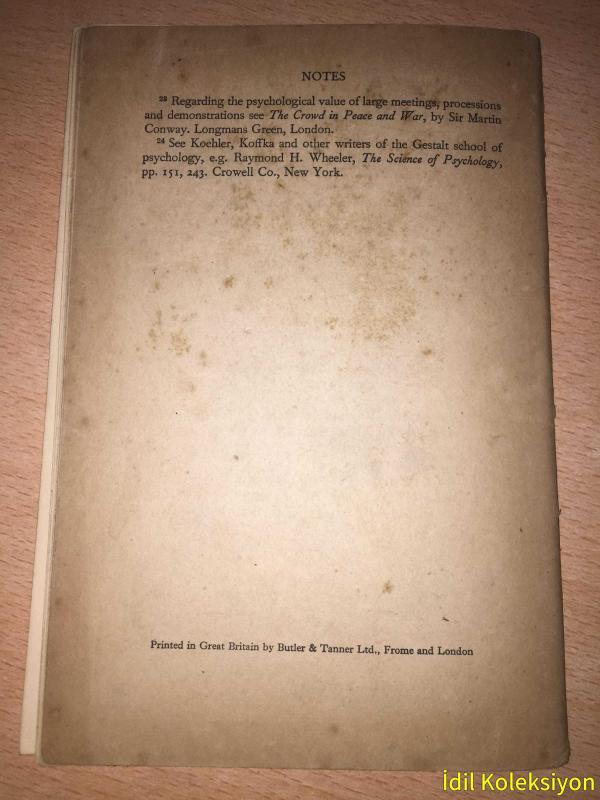 NOTES
²³ Regarding the psychological value of large meetings, processions
and demonstrations see The Crowd in Peace and War, by Sir Martin
Conway. Longmans Green, London.
²⁴ See Koehler, Koffka and other writers of the Gestalt school of
psychology, e.g. Raymond H. Wheeler, The Science of Psychology,
pp. 151, 243. Crowell Co., New York.
Printed in Great Britain by Butler & Tanner Ltd., Frome and London
İdil Koleksiyon